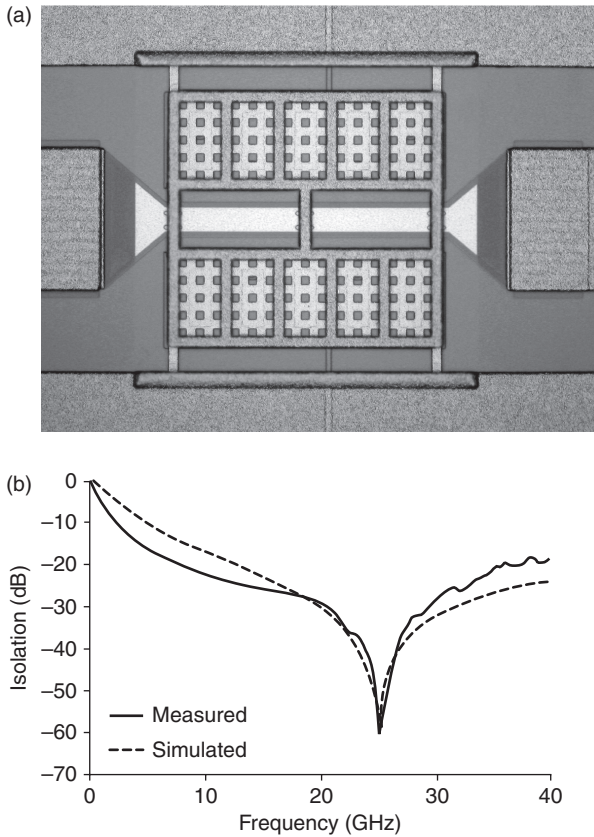 (a)
(b)
0
−10
−20
−30
−40
−50
−60
−70
Isolation (dB)
Measured
Simulated
0 10 20 30 40
Frequency (GHz)